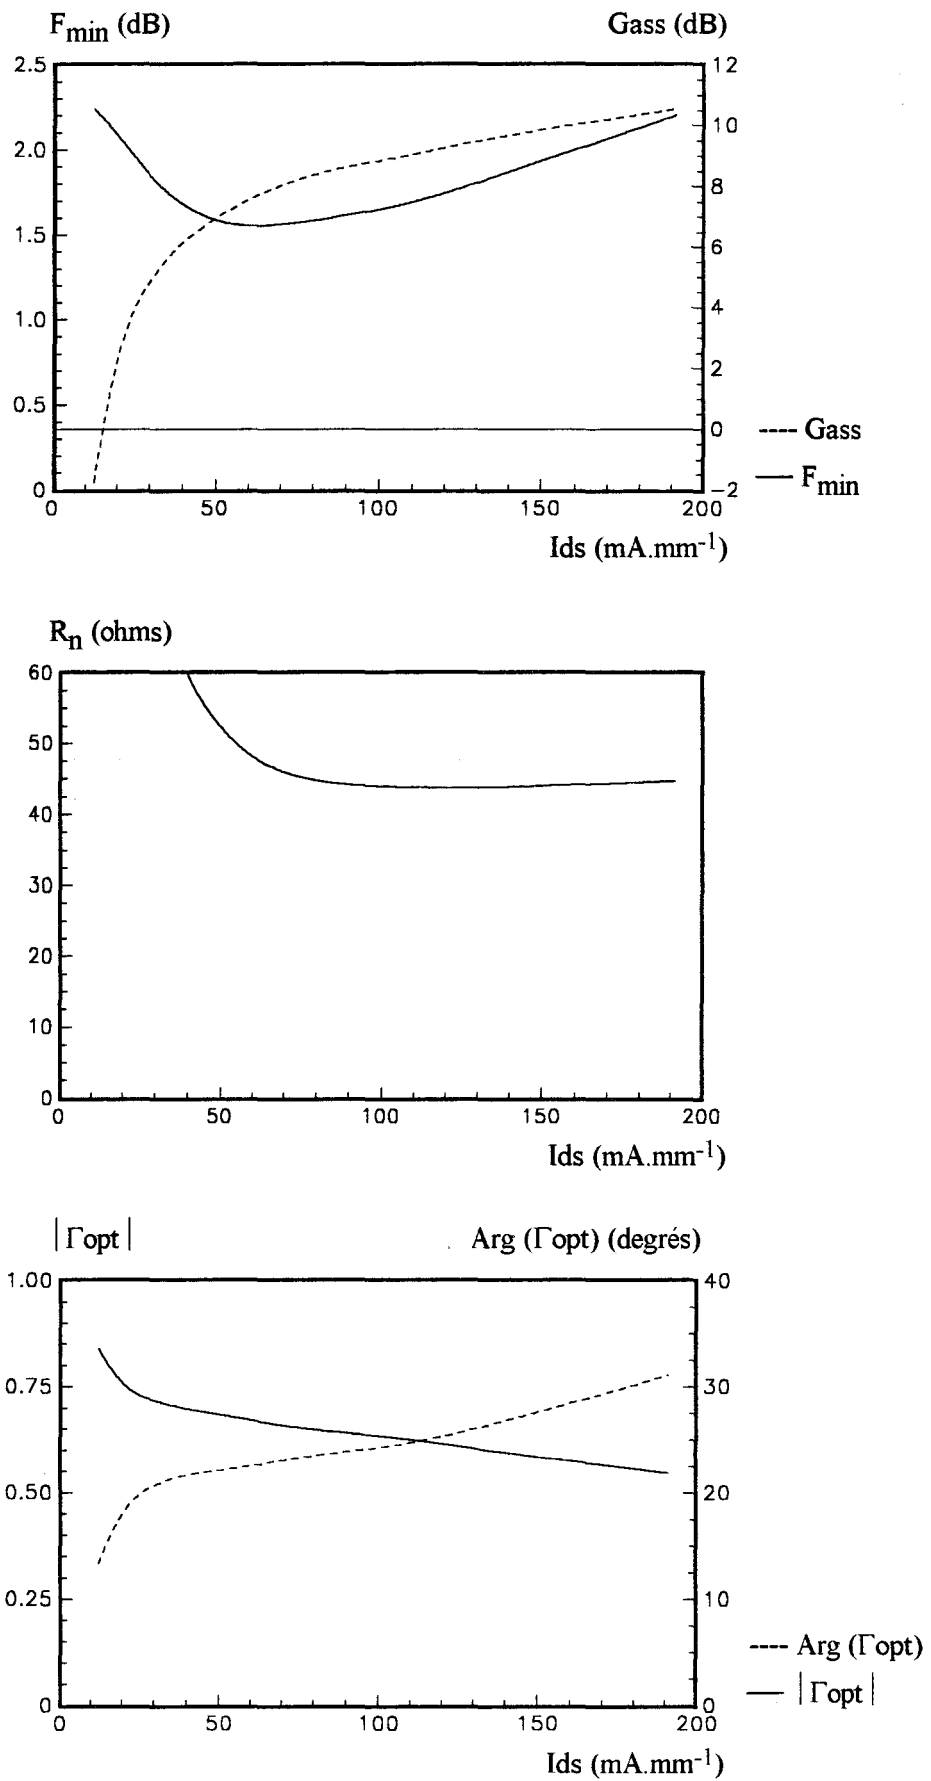 F_min (dB) Gass (dB)
2.5 12
2.0 10
8
1.5 6
1.0 4
2
0.5 0
---- Gass
0 -2
— F_min
0 50 100 150 200
Ids (mA.mm⁻¹)
R_n (ohms)
60
50
40
30
20
10
0
0 50 100 150 200
Ids (mA.mm⁻¹)
|Γopt| Arg (Γopt) (degrés)
1.00 40
0.75 30
0.50 20
0.25 10
---- Arg (Γopt)
0 0
— |Γopt|
0 50 100 150 200
Ids (mA.mm⁻¹)